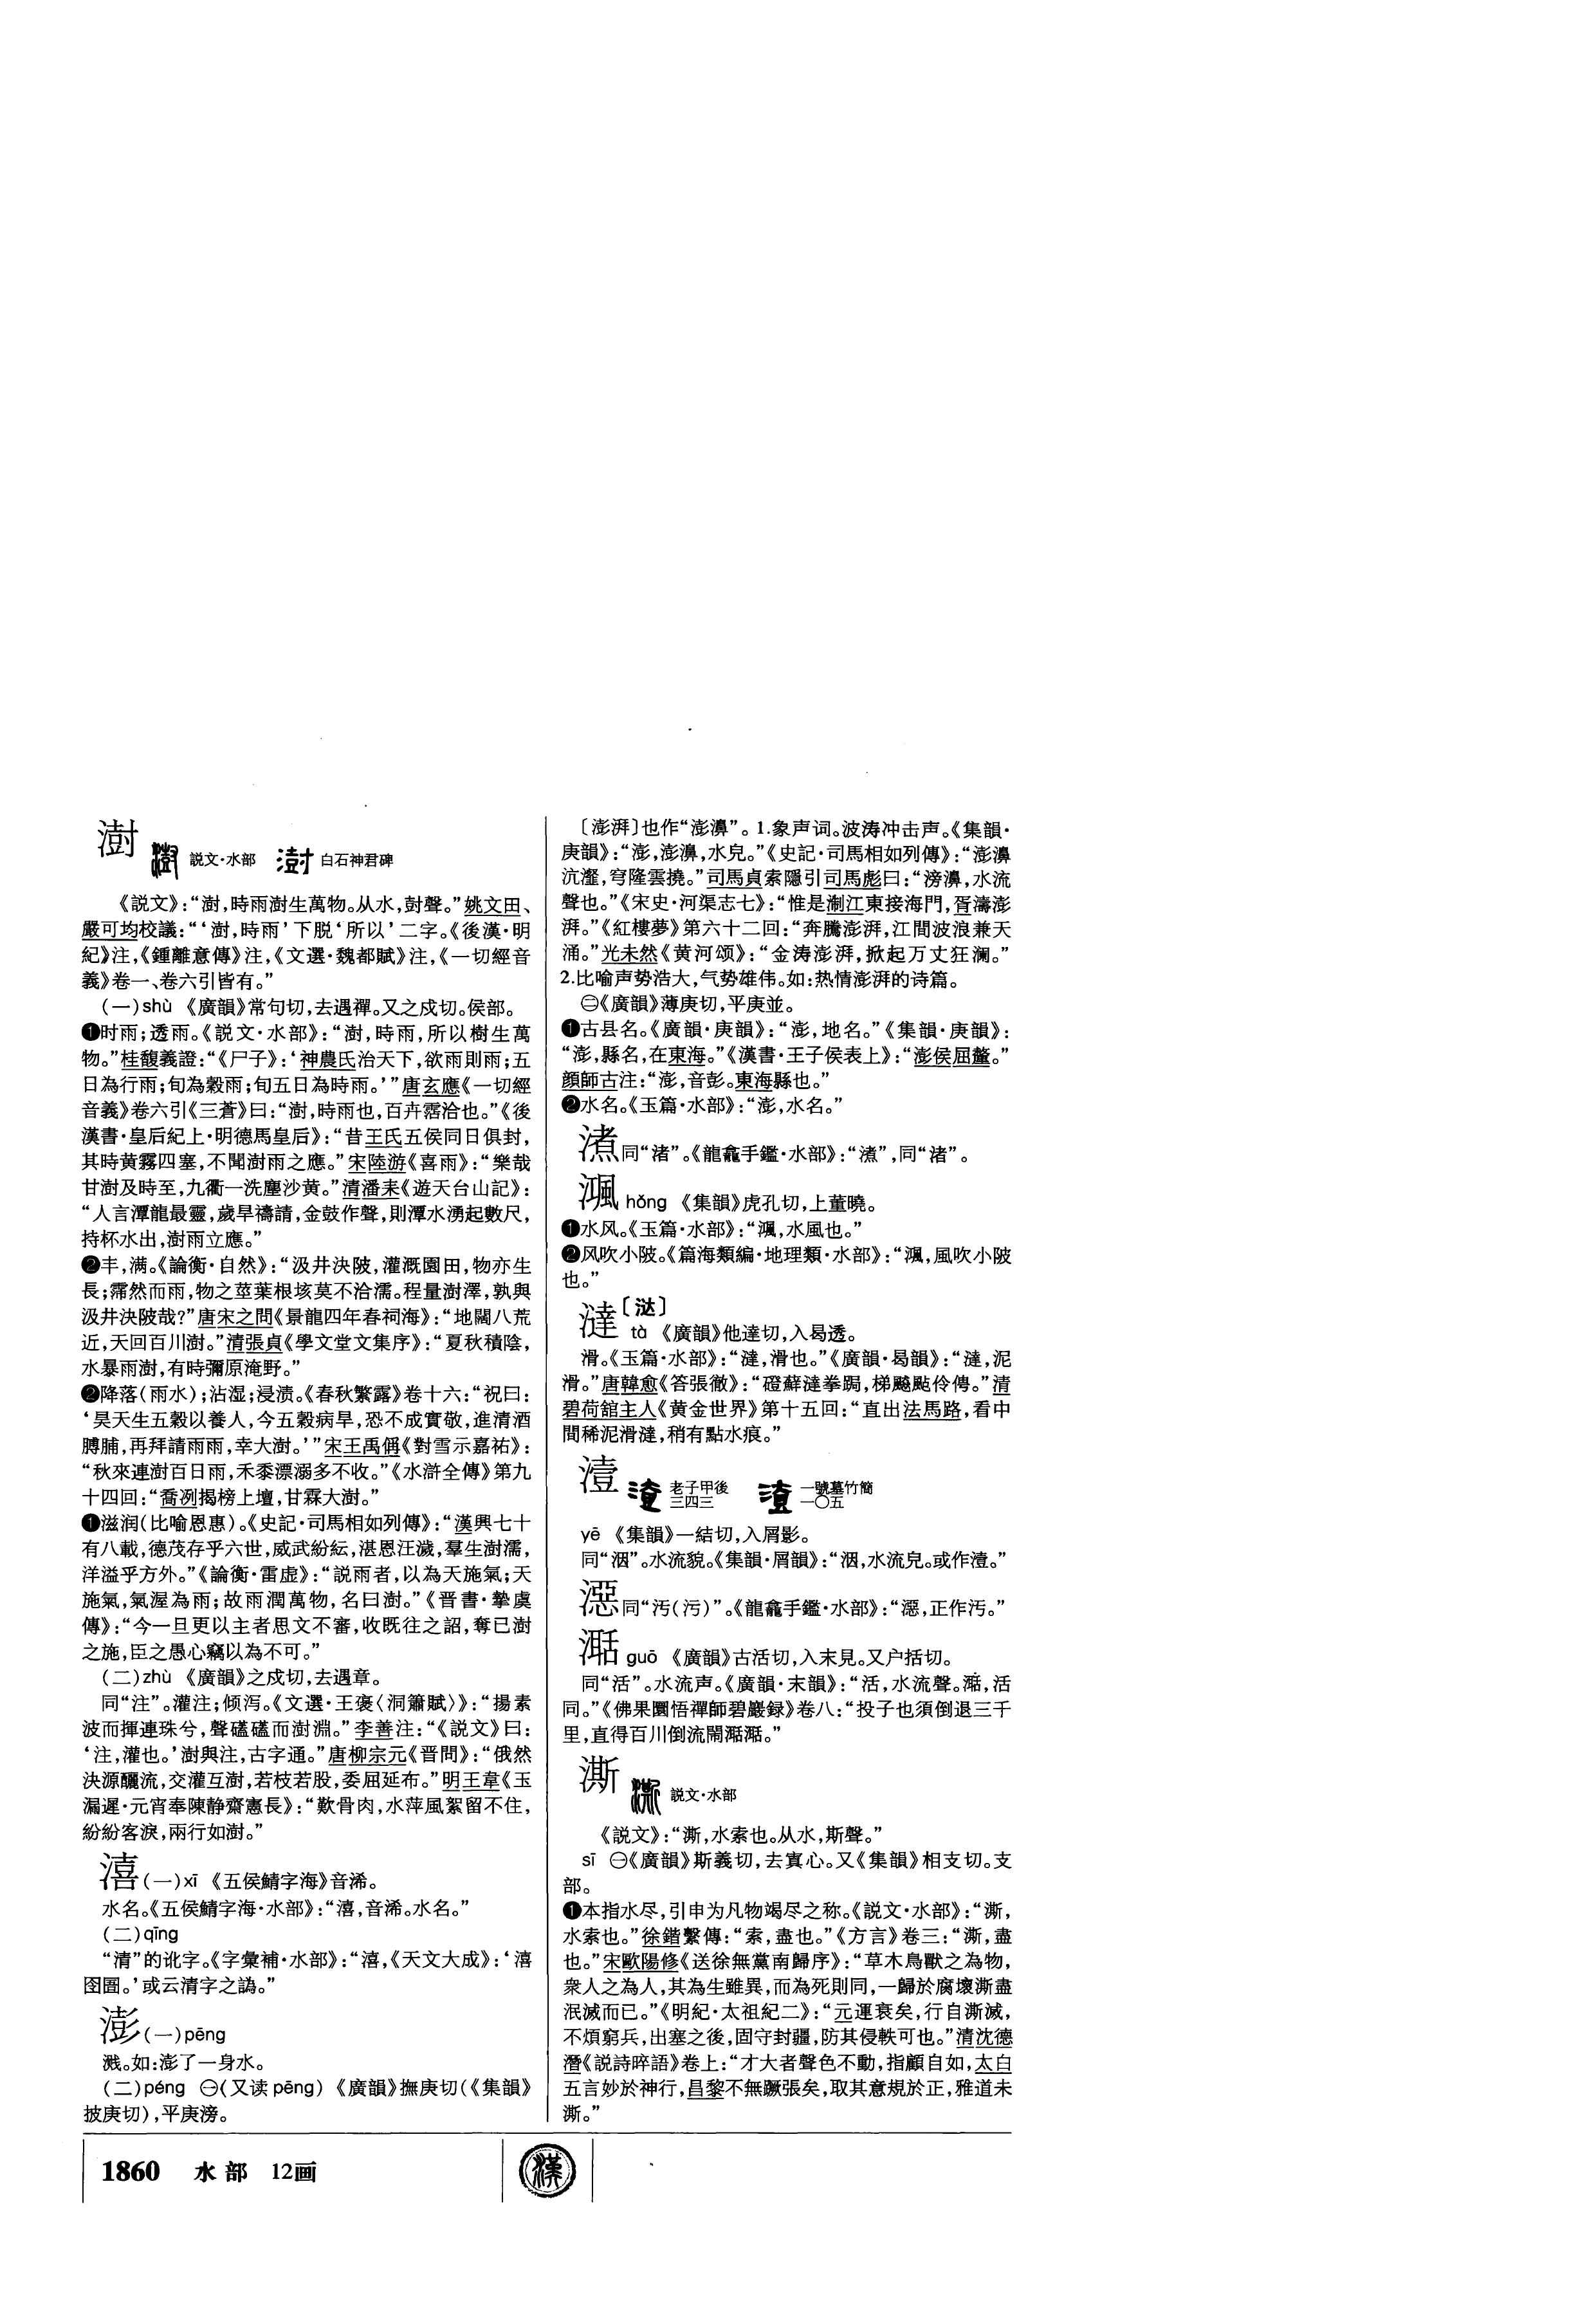 澍 説文·水部 白石神君碑
《説文》：“澍，時雨澍生萬物。从水，尌聲。”姚文田、
嚴可均校議：“‘澍，時雨’下脱‘所以’二字。《後漢·明
紀》注，《鍾離意傳》注，《文選·魏都賦》注，《一切經音
義》卷一、卷六引皆有。”
(一)shù 《廣韻》常句切，去遇禪。又之戍切。侯部。
❶时雨；透雨。《説文·水部》：“澍，時雨，所以樹生萬
物。”桂馥義證：“《尸子》：‘神農氏治天下，欲雨則雨；五
日為行雨；旬為穀雨；旬五日為時雨。’”唐玄應《一切經
音義》卷六引《三蒼》曰：“澍，時雨也，百卉霑洽也。”《後
漢書·皇后紀上·明德馬皇后》：“昔王氏五侯同日俱封，
其時黄霧四塞，不聞澍雨之應。”宋陸游《喜雨》：“樂哉
甘澍及時至，九衢一洗塵沙黄。”清潘耒《遊天台山記》：
“人言潭龍最靈，歲旱禱請，金鼓作聲，則潭水湧起數尺，
持杯水出，澍雨立應。”
❷丰，满。《論衡·自然》：“汲井決陂，灌溉園田，物亦生
長；霈然而雨，物之莖葉根垓莫不洽濡。程量澍澤，孰與
汲井決陂哉?”唐宋之問《景龍四年春祠海》：“地闊八荒
近，天回百川澍。”清張貞《學文堂文集序》：“夏秋積陰，
水暴雨澍，有時彌原淹野。”
❷降落(雨水)；沾湿；浸渍。《春秋繁露》卷十六：“祝曰：
‘昊天生五穀以養人，今五穀病旱，恐不成實敬，進清酒
膊脯，再拜請雨雨，幸大澍。’”宋王禹偁《對雪示嘉祐》：
“秋來連澍百日雨，禾黍漂溺多不收。”《水滸全傳》第九
十四回：“喬冽揭榜上壇，甘霖大澍。”
❶滋润(比喻恩惠)。《史記·司馬相如列傳》：“漢興七十
有八載，德茂存乎六世，威武紛紜，湛恩汪濊，羣生澍濡，
洋溢乎方外。”《論衡·雷虚》：“説雨者，以為天施氣；天
施氣，氣渥為雨；故雨潤萬物，名曰澍。”《晋書·摯虞
傳》：“今一旦更以主者思文不審，收既往之詔，奪已澍
之施，臣之愚心竊以為不可。”
(二)zhù 《廣韻》之戍切，去遇章。
同“注”。灌注；倾泻。《文選·王褒〈洞簫賦〉》：“揚素
波而揮連珠兮，聲礚礚而澍淵。”李善注：“《説文》曰：
‘注，灌也。’澍與注，古字通。”唐柳宗元《晋問》：“俄然
決源釃流，交灌互澍，若枝若股，委屈延布。”明王韋《玉
漏遲·元宵奉陳静齋憲長》：“歎骨肉，水萍風絮留不住，
紛紛客淚，兩行如澍。”
漝(一)xī 《五侯鯖字海》音浠。
水名。《五侯鯖字海·水部》：“漝，音浠。水名。”
(二)qīng
“清”的讹字。《字彙補·水部》：“漝，《天文大成》：‘漝
囹圄。’或云清字之譌。”
澎(一)pēng
溅。如：澎了一身水。
(二)péng ㊀(又读 pēng) 《廣韻》撫庚切(《集韻》
披庚切)，平庚滂。
〔澎湃〕也作“澎濞”。1.象声词。波涛冲击声。《集韻·
庚韻》：“澎，澎濞，水皃。”《史記·司馬相如列傳》：“澎濞
沆瀣，穹隆雲撓。”司馬貞索隱引司馬彪曰：“滂濞，水流
聲也。”《宋史·河渠志七》：“惟是淛江東接海門，胥濤澎
湃。”《紅樓夢》第六十二回：“奔騰澎湃，江間波浪兼天
涌。”光未然《黄河颂》：“金涛澎湃，掀起万丈狂澜。”
2.比喻声势浩大，气势雄伟。如：热情澎湃的诗篇。
㊁《廣韻》薄庚切，平庚並。
❶古县名。《廣韻·庚韻》：“澎，地名。”《集韻·庚韻》：
“澎，縣名，在東海。”《漢書·王子侯表上》：“澎侯屈氂。”
顔師古注：“澎，音彭。東海縣也。”
❷水名。《玉篇·水部》：“澎，水名。”
㵭同“渚”。《龍龕手鑑·水部》：“㵭”，同“渚”。
渢 hǒng 《集韻》虎孔切，上董曉。
❶水风。《玉篇·水部》：“渢，水風也。”
❷风吹小陂。《篇海類編·地理類·水部》：“渢，風吹小陂
也。”
澾〔㳠〕
tà 《廣韻》他達切，入曷透。
滑。《玉篇·水部》：“澾，滑也。”《廣韻·曷韻》：“澾，泥
滑。”唐韓愈《答張徹》：“磴蘚澾拳跼，梯飈颭伶俜。”清
碧荷舘主人《黄金世界》第十五回：“直出法馬路，看中
間稀泥滑澾，稍有點水痕。”
澅 老子甲後三四三 一號墓竹簡一〇五
yē 《集韻》一結切，入屑影。
同“洇”。水流貌。《集韻·屑韻》：“洇，水流皃。或作澅。”
㵣同“汚(污)”。《龍龕手鑑·水部》：“㵣，正作汚。”
𣽅 guō 《廣韻》古活切，入末見。又户括切。
同“活”。水流声。《廣韻·末韻》：“活，水流聲。𣽅，活
同。”《佛果圜悟禪師碧巖録》卷八：“投子也須倒退三千
里，直得百川倒流鬧𣽅𣽅。”
澌 説文·水部
《説文》：“澌，水索也。从水，斯聲。”
sī ㊀《廣韻》斯義切，去寘心。又《集韻》相支切。支
部。
❶本指水尽，引申为凡物竭尽之称。《説文·水部》：“澌，
水索也。”徐鍇繫傳：“索，盡也。”《方言》卷三：“澌，盡
也。”宋歐陽修《送徐無黨南歸序》：“草木鳥獸之為物，
衆人之為人，其為生雖異，而為死則同，一歸於腐壞澌盡
泯滅而已。”《明紀·太祖紀二》：“元運衰矣，行自澌滅，
不煩窮兵，出塞之後，固守封疆，防其侵軼可也。”清沈德
潛《説詩晬語》卷上：“才大者聲色不動，指顧自如，太白
五言妙於神行，昌黎不無蹶張矣，取其意規於正，雅道未
澌。”
1860 水部 12画
漢